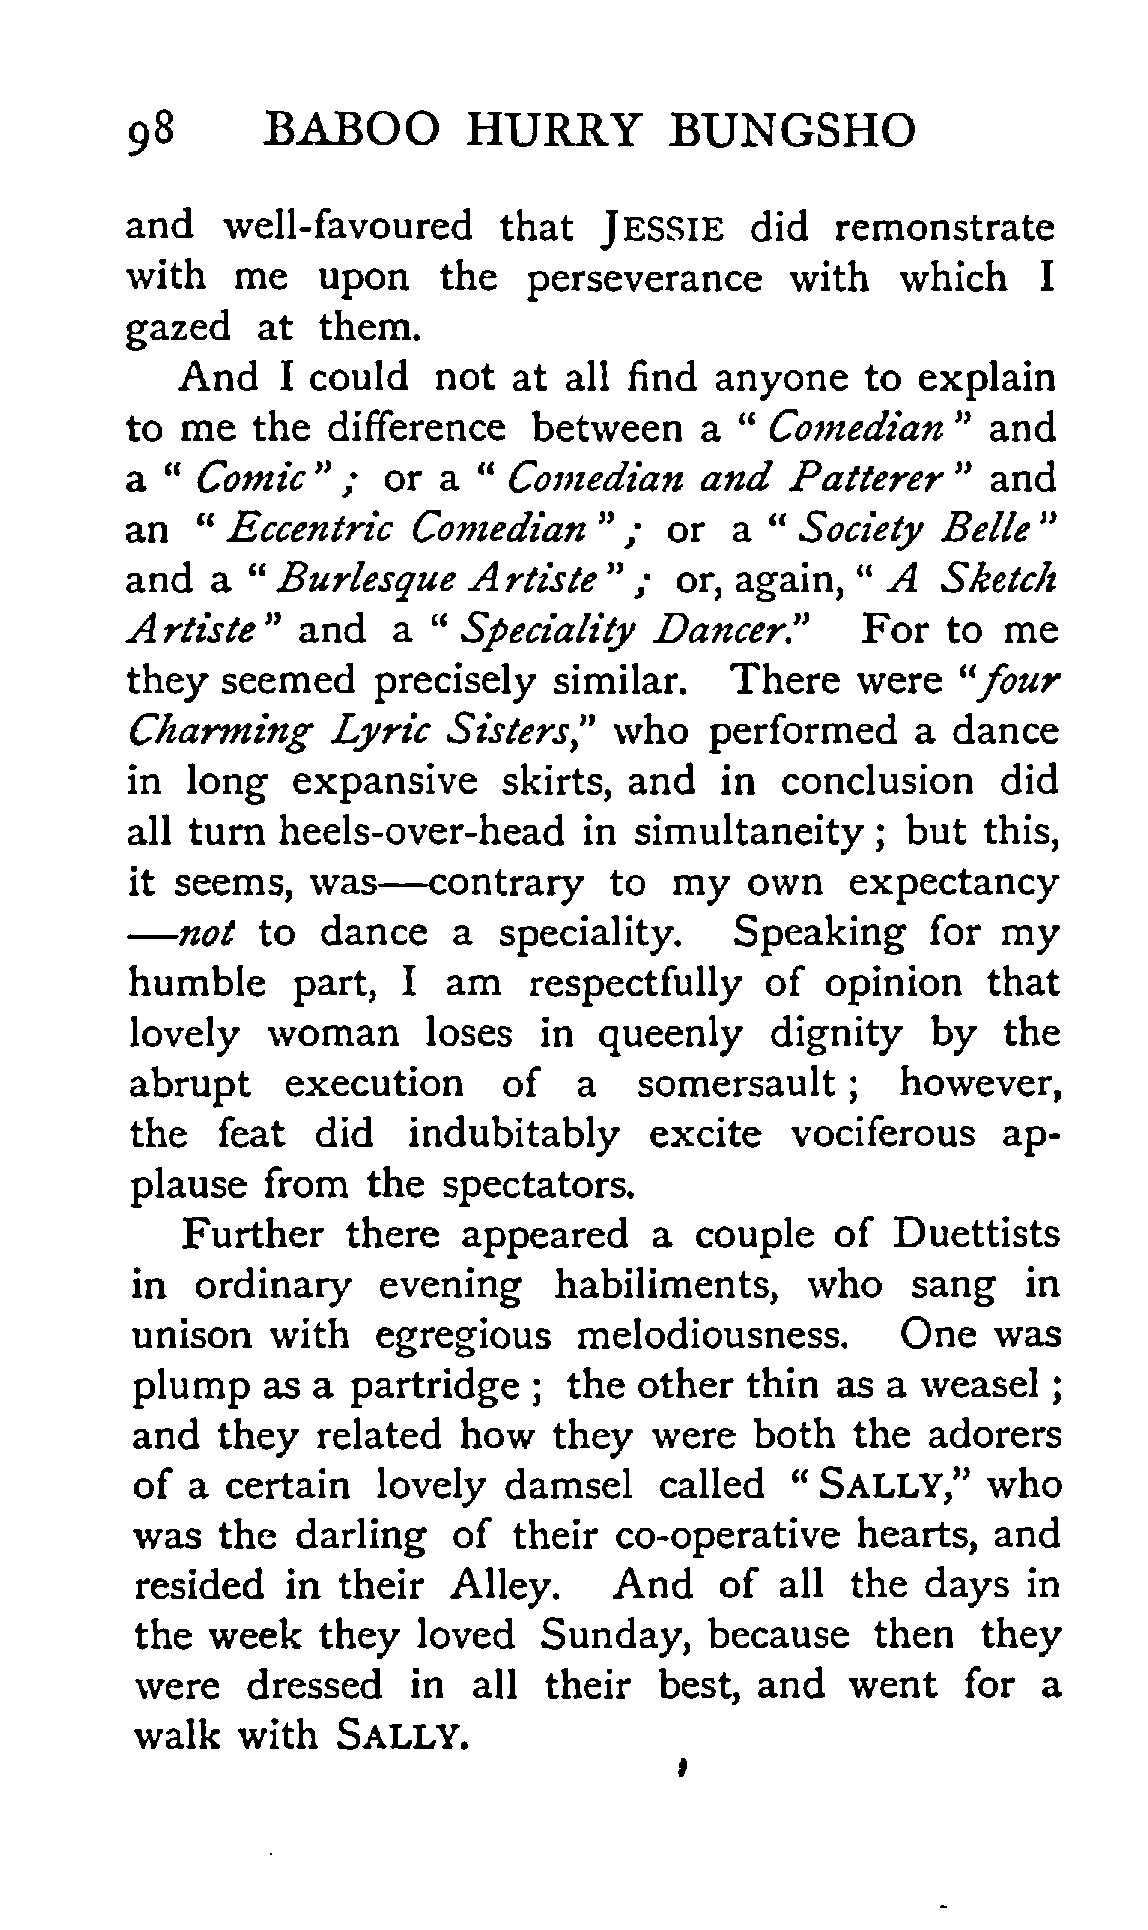 98 BABOO HURRY BUNGSHO
and well-favoured that JESSIE did remonstrate
with me upon the perseverance with which I
gazed at them.
And I could not at all find anyone to explain
to me the difference between a “ Comedian ” and
a “ Comic ” ; or a “ Comedian and Patterer ” and
an “ Eccentric Comedian ” ; or a “ Society Belle ”
and a “ Burlesque Artiste ” ; or, again, “ A Sketch
Artiste ” and a “ Speciality Dancer.” For to me
they seemed precisely similar. There were “four
Charming Lyric Sisters,” who performed a dance
in long expansive skirts, and in conclusion did
all turn heels-over-head in simultaneity ; but this,
it seems, was—contrary to my own expectancy
—not to dance a speciality. Speaking for my
humble part, I am respectfully of opinion that
lovely woman loses in queenly dignity by the
abrupt execution of a somersault ; however,
the feat did indubitably excite vociferous ap-
plause from the spectators.
Further there appeared a couple of Duettists
in ordinary evening habiliments, who sang in
unison with egregious melodiousness. One was
plump as a partridge ; the other thin as a weasel ;
and they related how they were both the adorers
of a certain lovely damsel called “ SALLY,” who
was the darling of their co-operative hearts, and
resided in their Alley. And of all the days in
the week they loved Sunday, because then they
were dressed in all their best, and went for a
walk with SALLY.